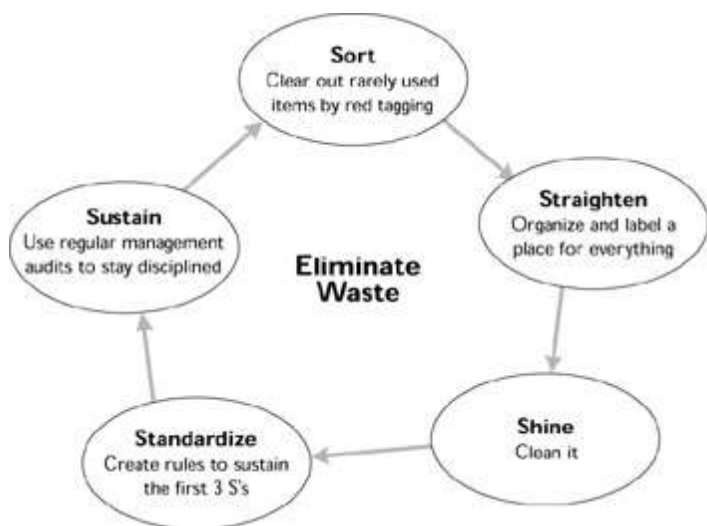 Sort
Clear out rarely used
items by red tagging
Straighten
Organize and label a
place for everything
Shine
Clean it
Standardize
Create rules to sustain
the first 3 S's
Sustain
Use regular management
audits to stay disciplined
Eliminate
Waste